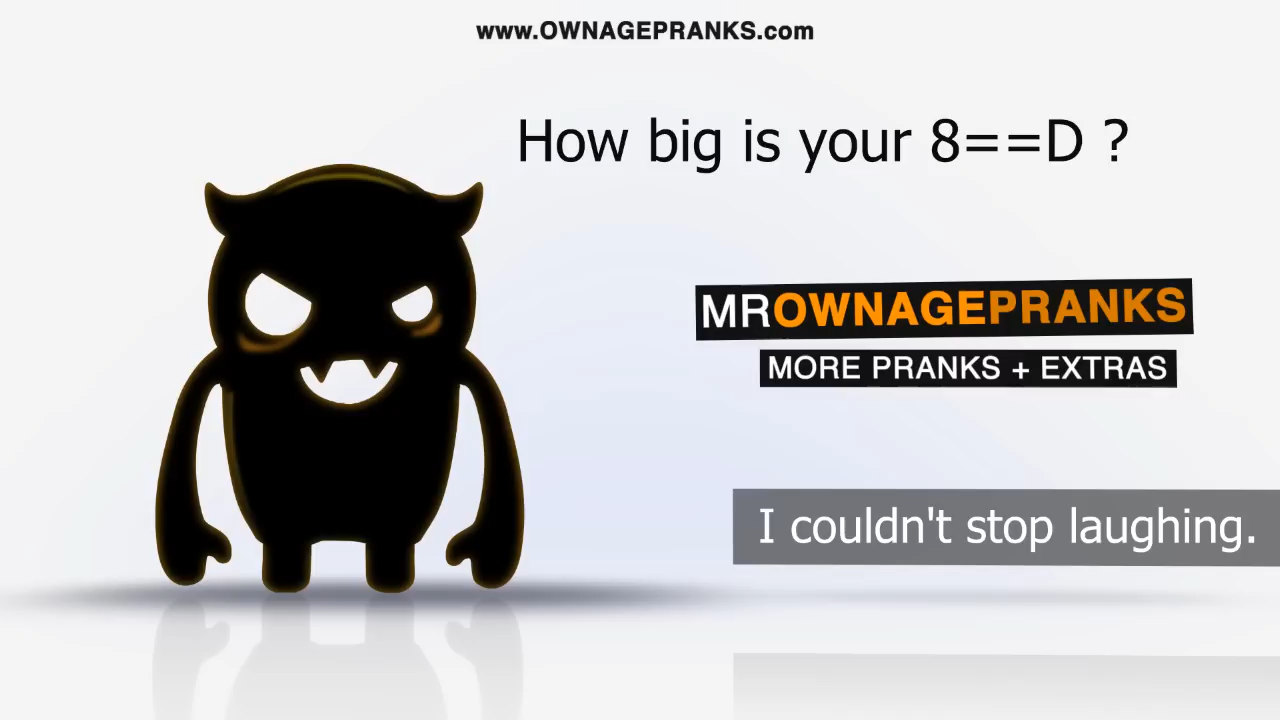 www.OWNAGEPRANKS.com
How big is your 8==D ?
MROWNAGEPRANKS
MORE PRANKS + EXTRAS
I couldn't stop laughing.